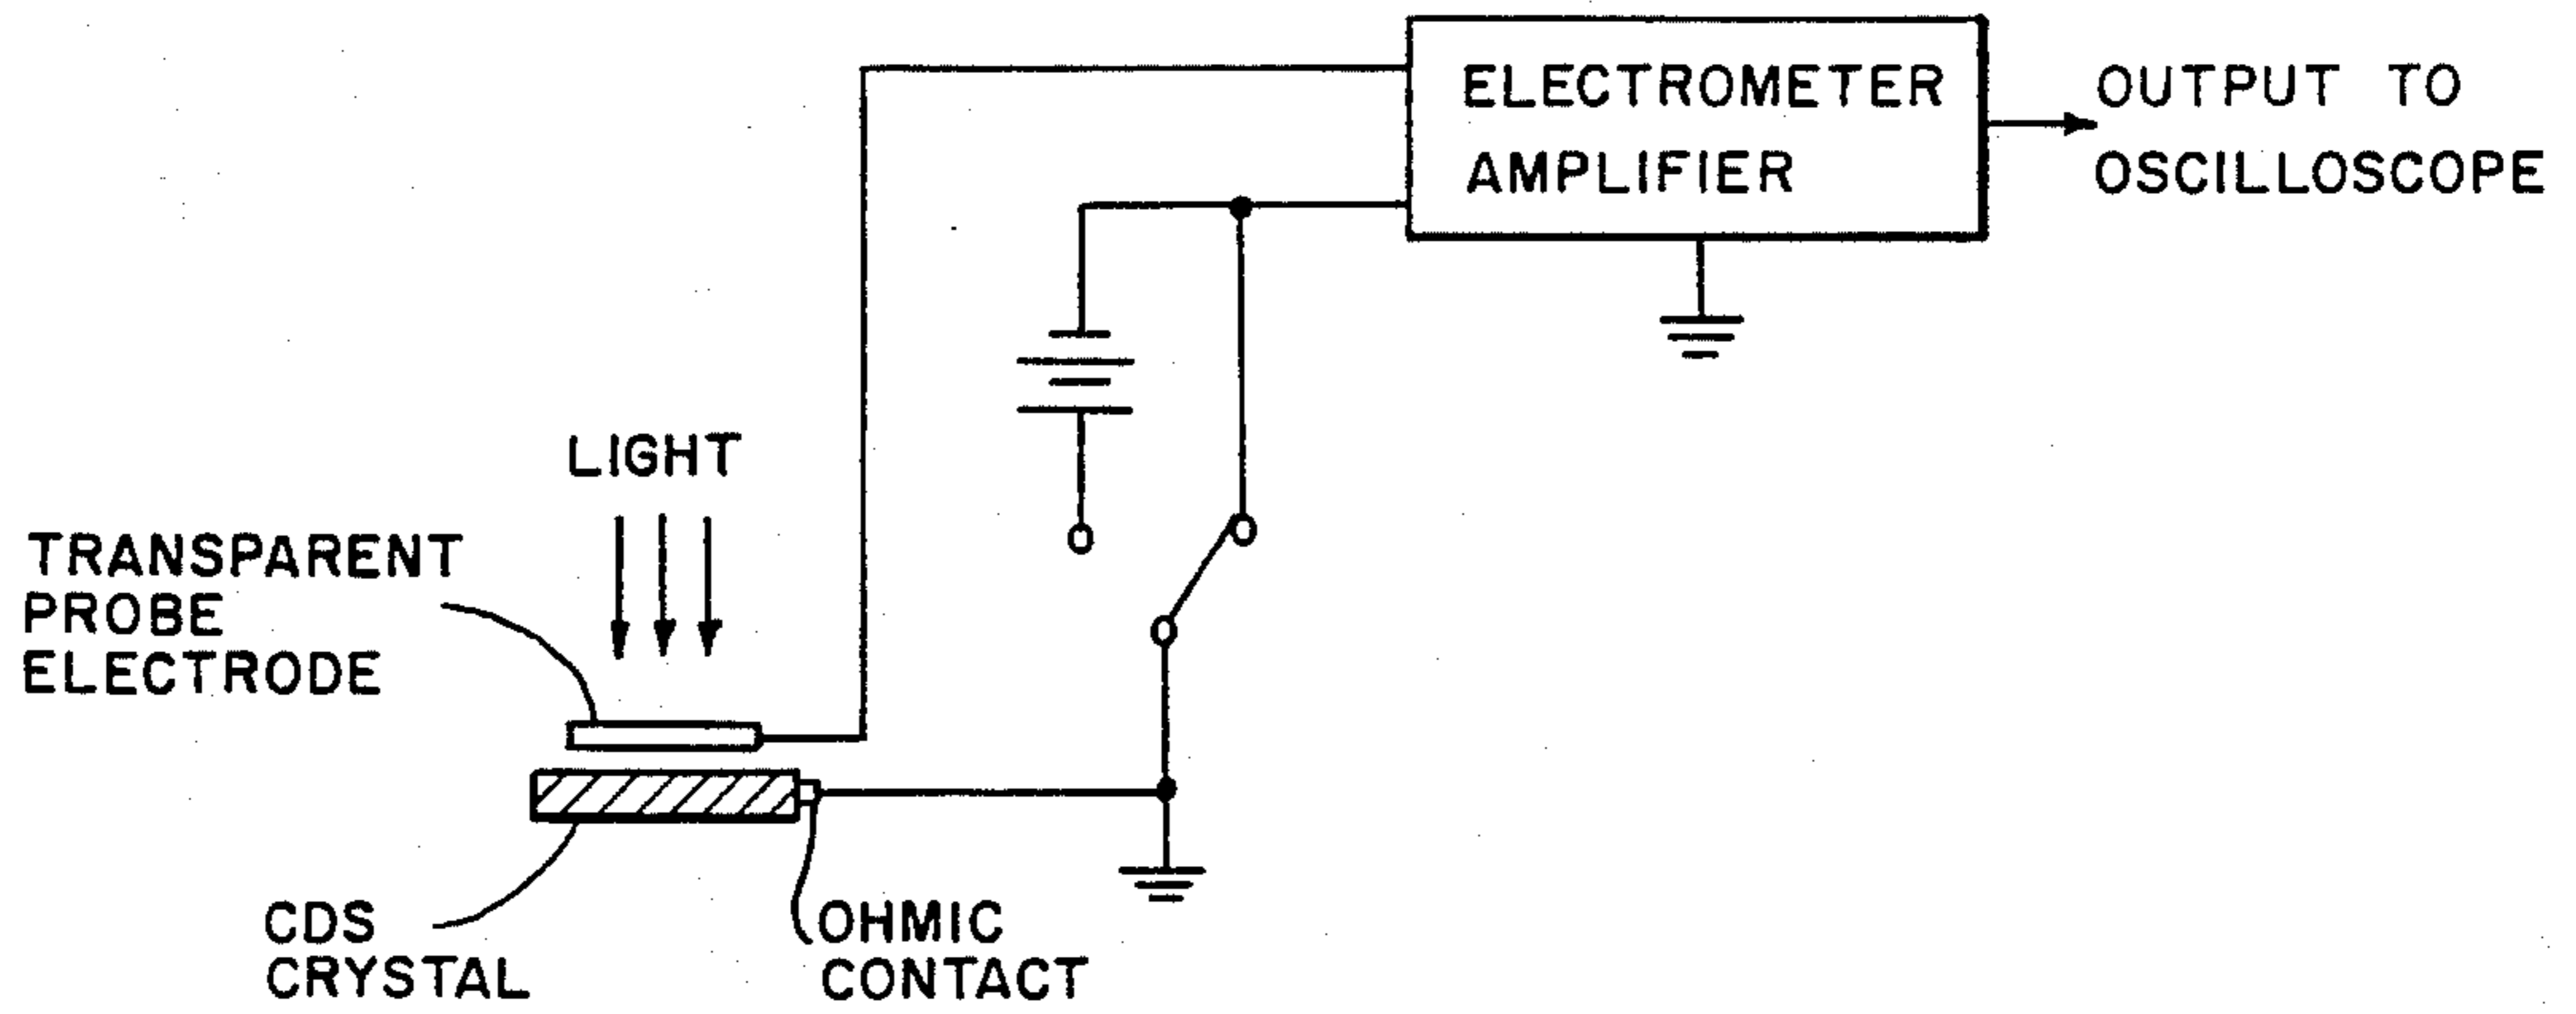 ELECTROMETER
AMPLIFIER
OUTPUT TO
OSCILLOSCOPE
LIGHT
TRANSPARENT
PROBE
ELECTRODE
CDS
CRYSTAL
OHMIC
CONTACT